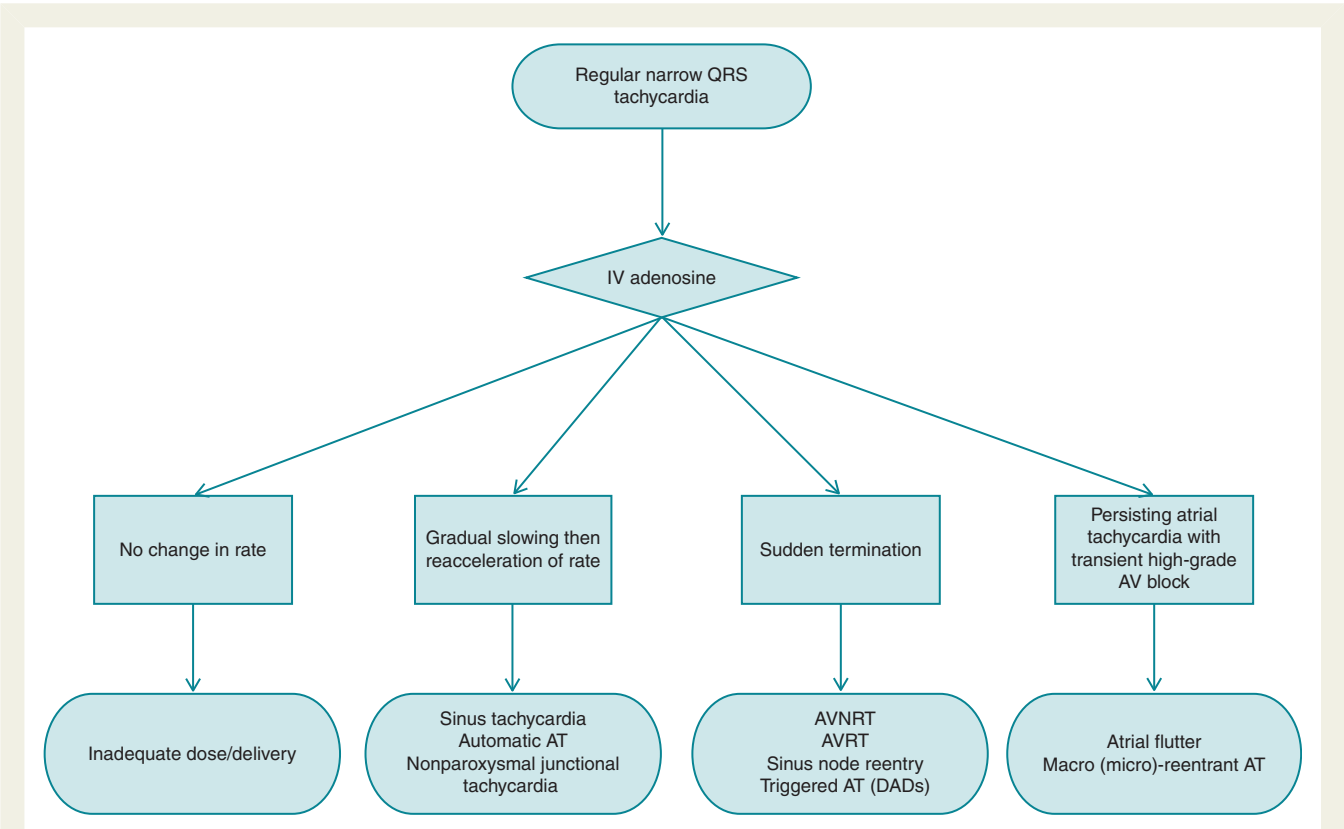 Regular narrow QRS
tachycardia
IV adenosine
No change in rate
Gradual slowing then
reacceleration of rate
Sudden termination
Persisting atrial
tachycardia with
transient high-grade
AV block
Inadequate dose/delivery
Sinus tachycardia
Automatic AT
Nonparoxysmal junctional
tachycardia
AVNRT
AVRT
Sinus node reentry
Triggered AT (DADs)
Atrial flutter
Macro (micro)-reentrant AT